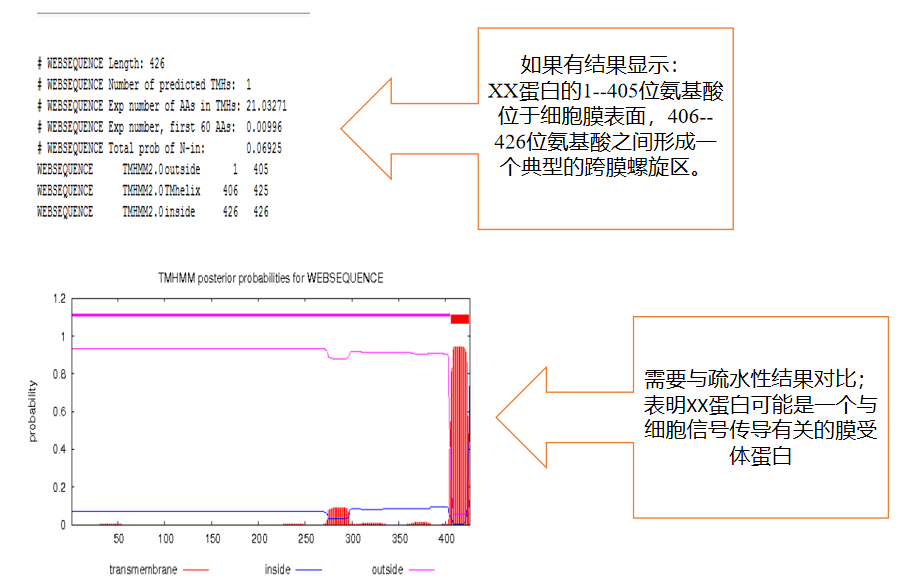 # WEBSEQUENCE Length: 426
# WEBSEQUENCE Number of predicted TMHs: 1
# WEBSEQUENCE Exp number of AAs in TMHs: 21.03271
# WEBSEQUENCE Exp number, first 60 AAs: 0.00996
# WEBSEQUENCE Total prob of N-in: 0.06925
WEBSEQUENCE TMHMM2.0 outside 1 405
WEBSEQUENCE TMHMM2.0 TMhelix 406 425
WEBSEQUENCE TMHMM2.0 inside 426 426
如果有结果显示：
XX蛋白的1--405位氨基酸
位于细胞膜表面，406--
426位氨基酸之间形成一
个典型的跨膜螺旋区。
TMHMM posterior probabilities for WEBSEQUENCE
probability
1.2
1
0.8
0.6
0.4
0.2
0
50 100 150 200 250 300 350 400
transmembrane inside outside
需要与疏水性结果对比；
表明XX蛋白可能是一个与
细胞信号传导有关的膜受
体蛋白